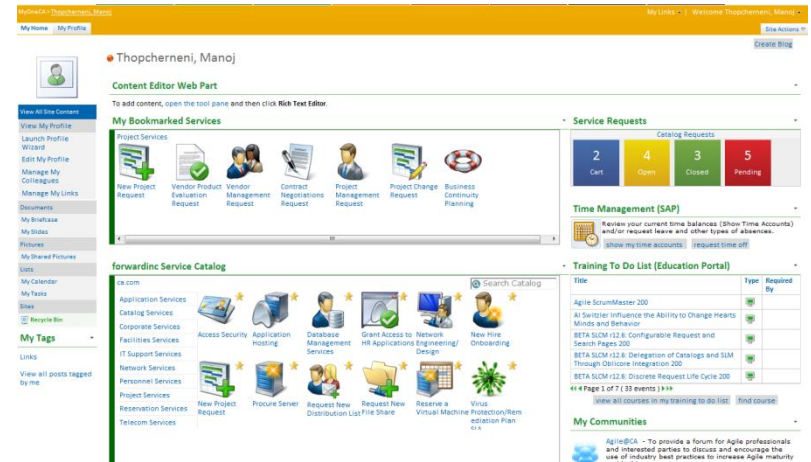 MyOneCA > Thopcherneni, Manoj
My Links | Welcome Thopcherneni, Manoj
My Home My Profile
Site Actions
Create Blog
Thopcherneni, Manoj
Content Editor Web Part
To add content, open the tool pane and then click Rich Text Editor.
View All Site Content
View My Profile
Launch Profile
Wizard
Edit My Profile
Manage My
Colleagues
Manage My Links
Documents
My Briefcase
My Slides
Pictures
My Shared Pictures
Lists
My Calendar
My Tasks
Sites
Recycle Bin
My Tags
Links
View all posts tagged
by me
My Bookmarked Services
Project Services
New Project
Request
Vendor Product
Evaluation
Request
Vendor
Management
Request
Contract
Negotiations
Request
Project
Management
Request
Project Change
Request
Business
Continuity
Planning
forwardinc Service Catalog
ca.com
Search Catalog
Application Services
Catalog Services
Corporate Services
Facilities Services
IT Support Services
Network Services
Personnel Services
Project Services
Reservation Services
Telecom Services
Access Security
Application
Hosting
Database
Management
Services
Grant Access to
HR Applications
Network
Engineering/
Design
New Hire
Onboarding
New Project
Request
Procure Server
Request New
Distribution List
Request New
File Share
Reserve a
Virtual Machine
Virus
Protection/Rem
ediation Plan
SLA
Service Requests
Catalog Requests
2 4 3 5
Cart Open Closed Pending
Time Management (SAP)
Review your current time balances (Show Time Accounts)
and/or request leave and other types of absences.
show my time accounts request time off
Training To Do List (Education Portal)
Title Type Required
By
Agile ScrumMaster 200
Al Switzler Influence the Ability to Change Hearts
Minds and Behavior
BETA SLCM r12.6: Configurable Request and
Search Pages 200
BETA SLCM r12.6: Delegation of Catalogs and SLM
Through Oblicore Integration 200
BETA SLCM r12.6: Discrete Request Life Cycle 200
Page 1 of 7 ( 33 events )
view all courses in my training to do list find course
My Communities
Agile@CA - To provide a forum for Agile professionals
and interested parties to discuss and encourage the
use of industry best practices to increase Agile maturity